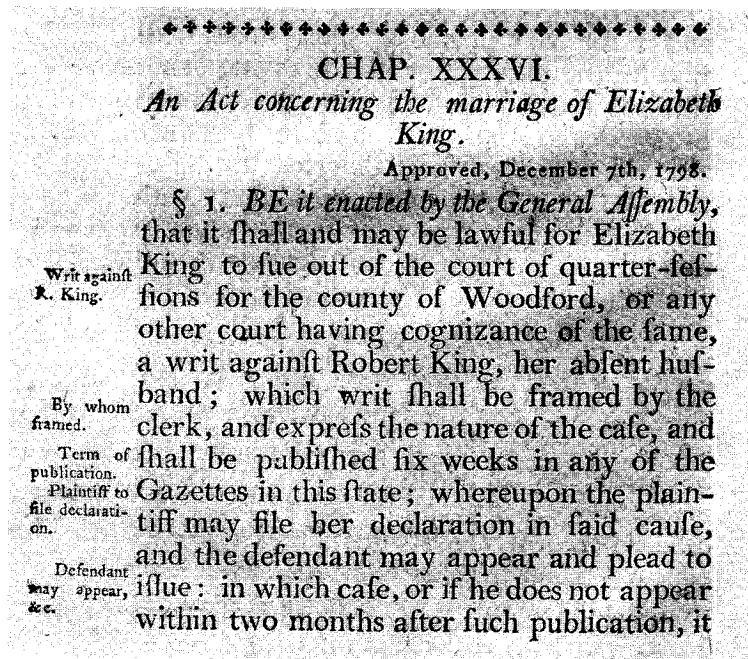 CHAP. XXXVI.
An Act concerning the marriage of Elizabeth
King.
Approved, December 7th, 1798.
§ 1. BE it enacted by the General Aſſembly,
that it ſhall and may be lawful for Elizabeth
Writ againſt
R. King.
King to ſue out of the court of quarter-ſeſ-
ſions for the county of Woodford, or any
other court having cognizance of the ſame,
a writ againſt Robert King, her abſent huſ-
band ; which writ ſhall be framed by the
By whom
framed.
clerk, and expreſs the nature of the caſe, and
Term of
publication.
ſhall be publiſhed ſix weeks in any of the
Plaintiff to
file declarati-
on.
Gazettes in this ſtate ; whereupon the plain-
tiff may file her declaration in ſaid cauſe,
and the defendant may appear and plead to
Defendant
may appear,
&c.
iſſue : in which caſe, or if he does not appear
within two months after ſuch publication, it